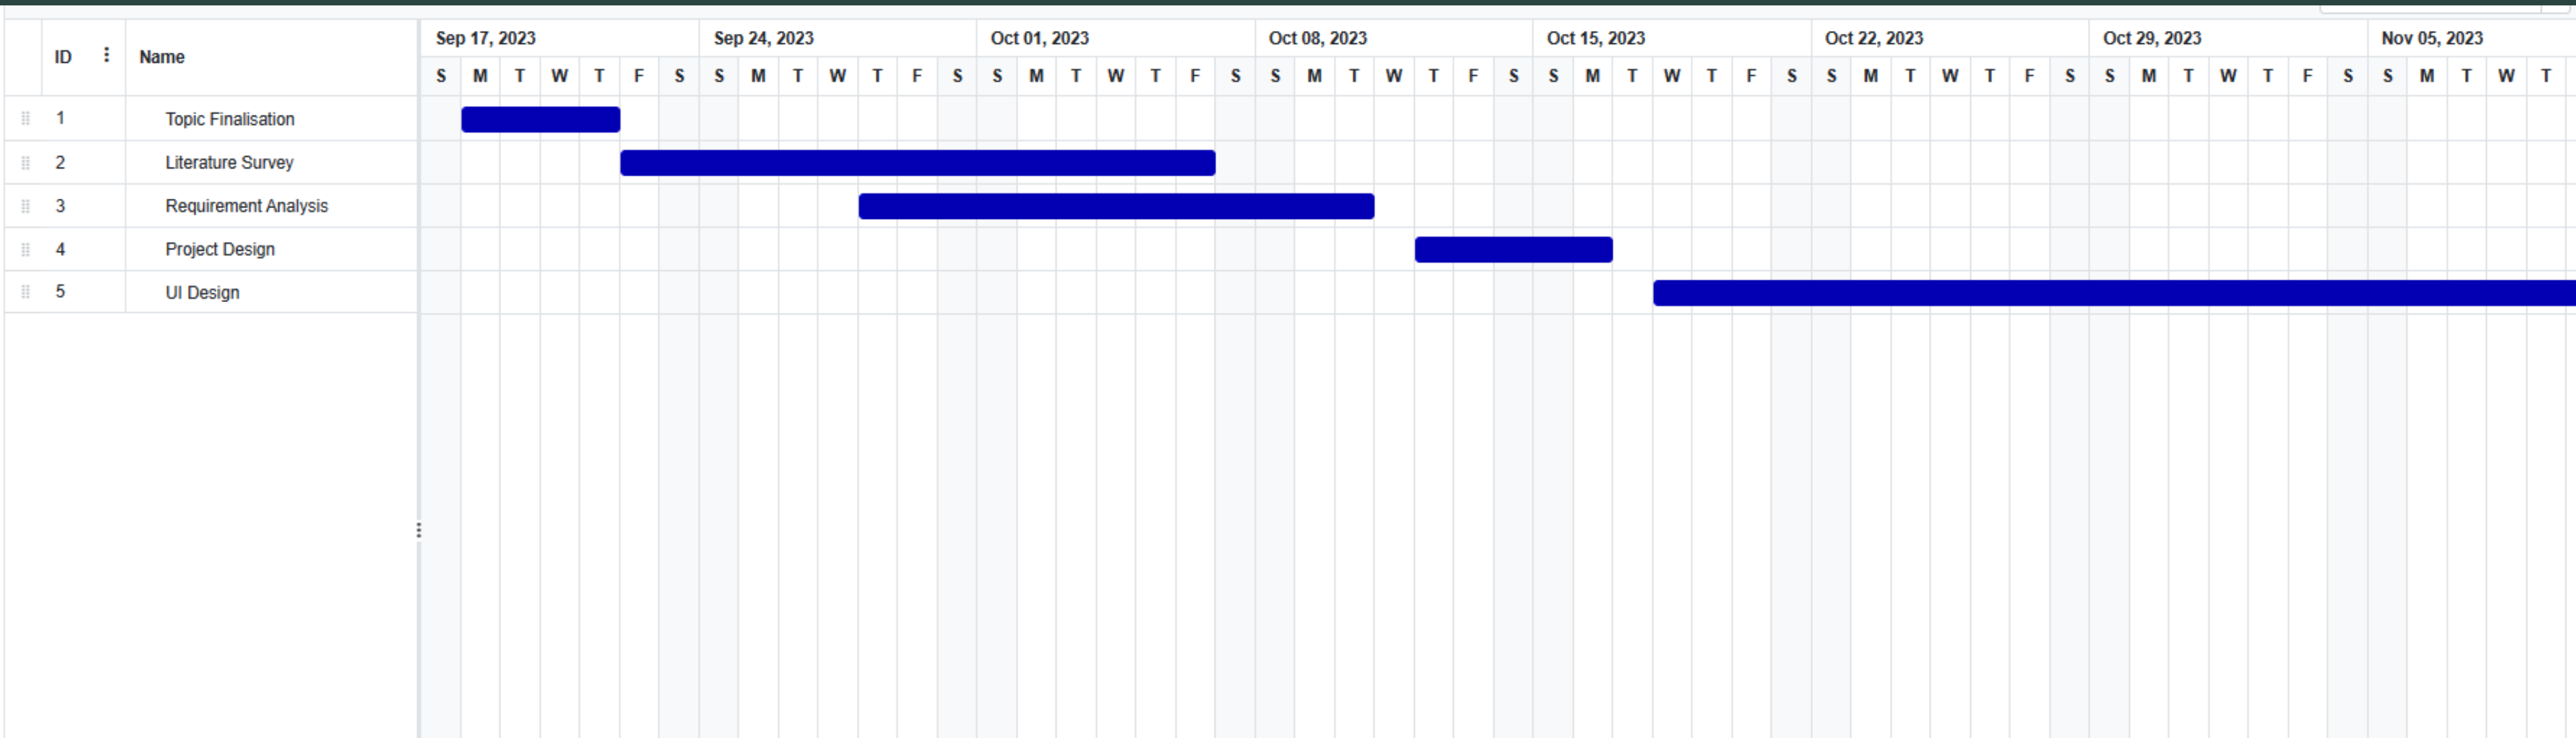 ID Name Sep 17, 2023 Sep 24, 2023 Oct 01, 2023 Oct 08, 2023 Oct 15, 2023 Oct 22, 2023 Oct 29, 2023 Nov 05, 2023
S M T W T F S S M T W T F S S M T W T F S S M T W T F S S M T W T F S S M T W T F S S M T W T F S S M T W T
1 Topic Finalisation
2 Literature Survey
3 Requirement Analysis
4 Project Design
5 UI Design